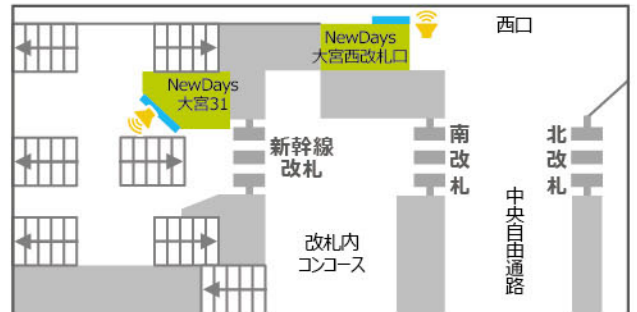 西口
NewDays
大宮西改札口
NewDays
大宮31
新幹線
改札
南
改
札
北
改
札
中央自由通路
改札内
コンコース